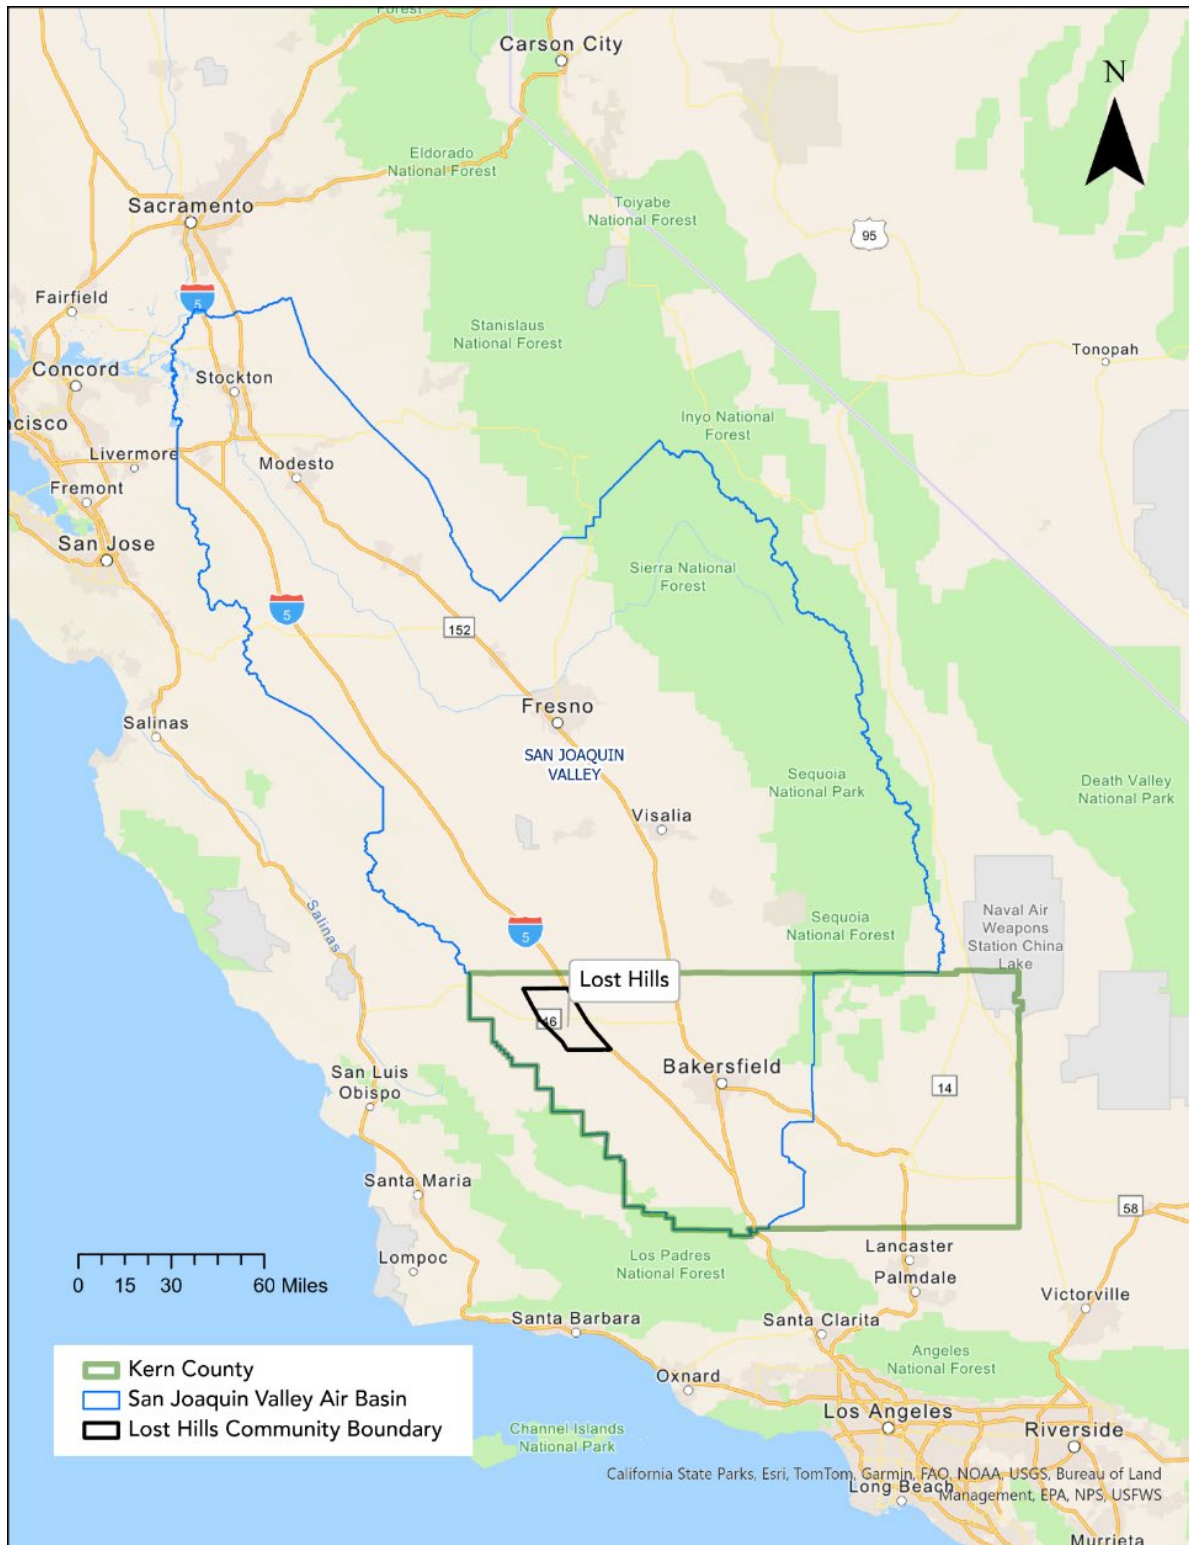 Forest
Carson City
N
Eldorado
National Forest
Toiyabe
National Forest
Sacramento
95
5
Fairfield
Stanislaus
National Forest
Tonopah
Concord
Stockton
ncisco
Inyo National
Forest
Livermore
Modesto
Fremont
San Jose
Sierra National
Forest
5
152
Fresno
Salinas
SAN JOAQUIN
VALLEY
Sequoia
National Park
Death Valley
National Park
Visalia
Salinas
Naval Air
Weapons
Station China
Lake
Sequoia
National Forest
5
Lost Hills
46
Bakersfield
San Luis
Obispo
14
Santa Maria
58
Lancaster
Los Padres
National Forest
Lompoc
Palmdale
0 15 30 60 Miles
Victorville
Santa Barbara
Santa Clarita
Angeles
National Forest
Kern County
San Joaquin Valley Air Basin
Lost Hills Community Boundary
Oxnard
Los Angeles
Channel Islands
National Park
Riverside
California State Parks, Esri, TomTom, Garmin, FAO, NOAA, USGS, Bureau of Land
Management, EPA, NPS, USFWS
Long Beach
Murrieta